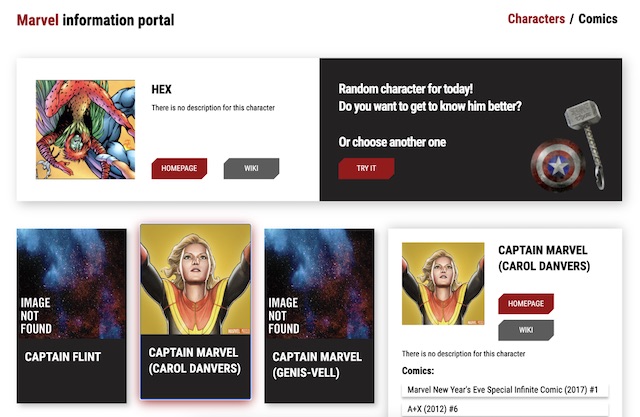 Marvel information portal
Characters / Comics
HEX
There is no description for this character
HOMEPAGE
WIKI
Random character for today!
Do you want to get to know him better?
Or choose another one
TRY IT
IMAGE
NOT
FOUND
CAPTAIN FLINT
CAPTAIN MARVEL
(CAROL DANVERS)
IMAGE
NOT
FOUND
CAPTAIN MARVEL
(GENIS-VELL)
CAPTAIN MARVEL
(CAROL DANVERS)
HOMEPAGE
WIKI
There is no description for this character
Comics:
Marvel New Year's Eve Special Infinite Comic (2017) #1
A+X (2012) #6